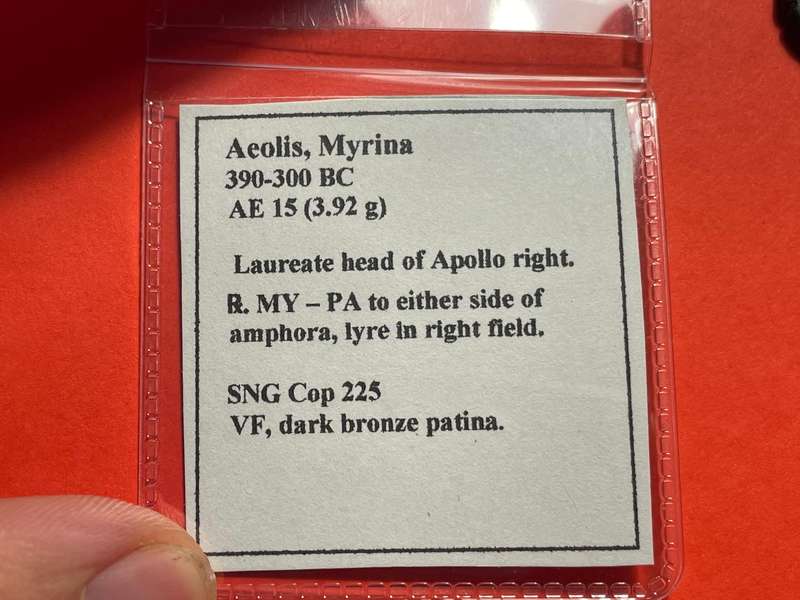 Aeolis, Myrina
390-300 BC
AE 15 (3.92 g)
Laureate head of Apollo right.
℞. MY – PA to either side of
amphora, lyre in right field.
SNG Cop 225
VF, dark bronze patina.